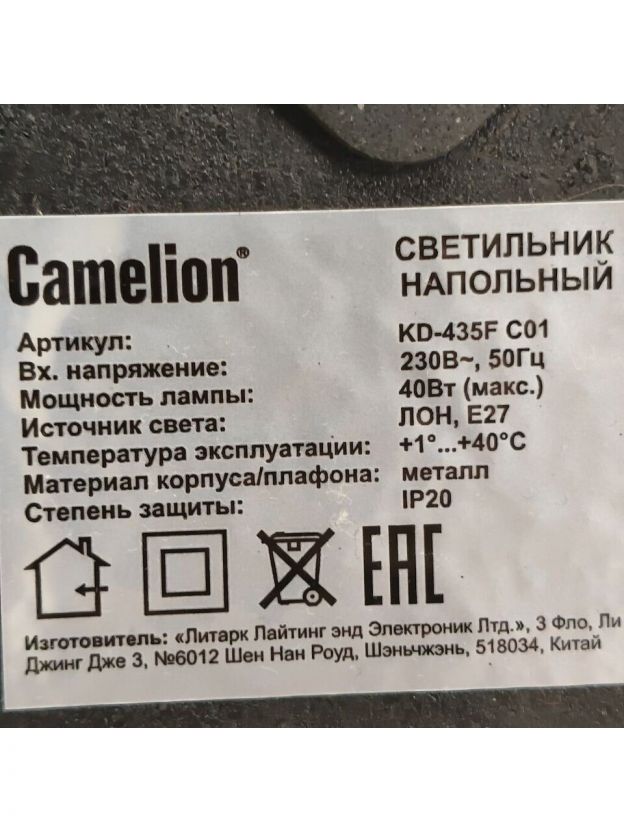 Camelion®
СВЕТИЛЬНИК
НАПОЛЬНЫЙ
Артикул: KD-435F C01
Вх. напряжение: 230В~, 50Гц
Мощность лампы: 40Вт (макс.)
Источник света: ЛОН, E27
Температура эксплуатации: +1°...+40°C
Материал корпуса/плафона: металл
Степень защиты: IP20
EAC
Изготовитель: «Литарк Лайтинг энд Электроник Лтд.», 3 Фло, Ли
Джинг Дже 3, №6012 Шен Нан Роуд, Шэньчжэнь, 518034, Китай